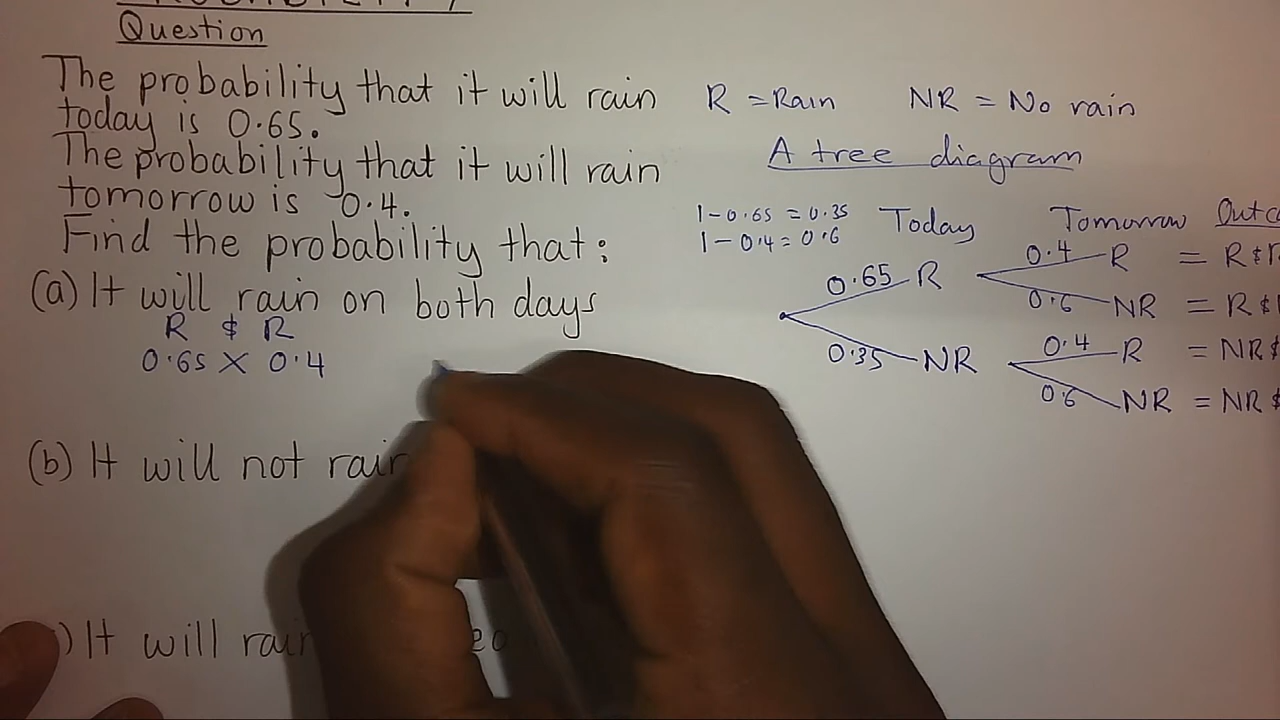 Question
The probability that it will rain
today is 0.65.
The probability that it will rain
tomorrow is 0.4.
Find the probability that:
(a) It will rain on both days
R & R
0.65 X 0.4
(b) It will not rain
) It will rain
R = Rain NR = No rain
A tree diagram
1-0.65 = 0.35
1-0.4 = 0.6
Today Tomorrow
0.65 R 0.4 R = R &
0.6 NR = R &
0.35 NR 0.4 R = NR &
0.6 NR = NR &